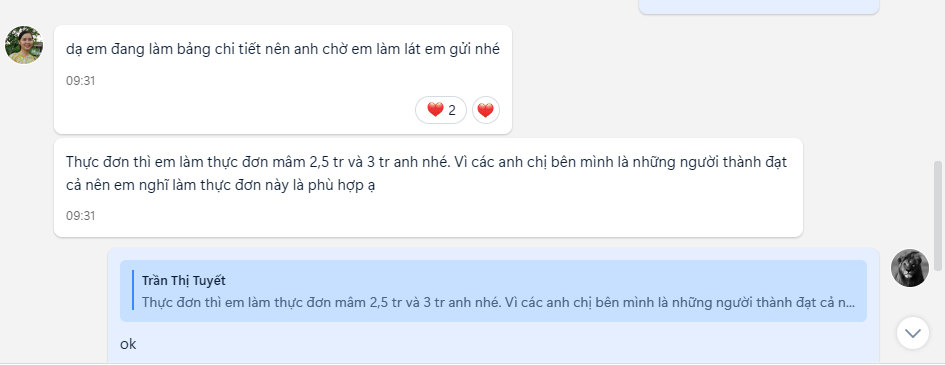 dạ em đang làm bảng chi tiết nên anh chờ em làm lát em gửi nhé
09:31
2
Thực đơn thì em làm thực đơn mâm 2,5 tr và 3 tr anh nhé. Vì các anh chị bên mình là những người thành đạt
cả nên em nghĩ làm thực đơn này là phù hợp ạ
09:31
Trần Thị Tuyết
Thực đơn thì em làm thực đơn mâm 2,5 tr và 3 tr anh nhé. Vì các anh chị bên mình là những người thành đạt cả n...
ok